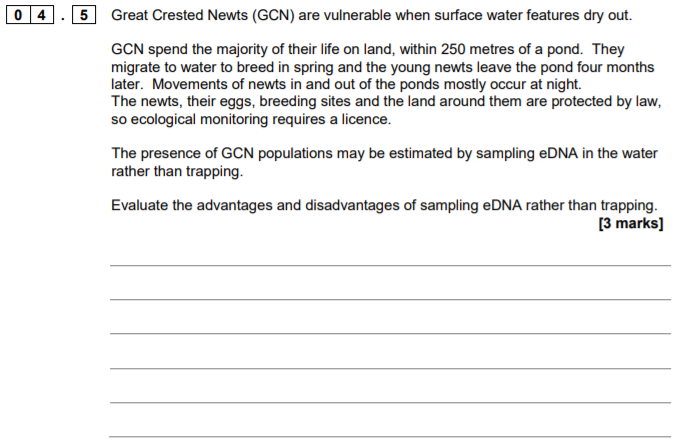 0 4 . 5 Great Crested Newts (GCN) are vulnerable when surface water features dry out.
GCN spend the majority of their life on land, within 250 metres of a pond. They
migrate to water to breed in spring and the young newts leave the pond four months
later. Movements of newts in and out of the ponds mostly occur at night.
The newts, their eggs, breeding sites and the land around them are protected by law,
so ecological monitoring requires a licence.
The presence of GCN populations may be estimated by sampling eDNA in the water
rather than trapping.
Evaluate the advantages and disadvantages of sampling eDNA rather than trapping.
[3 marks]